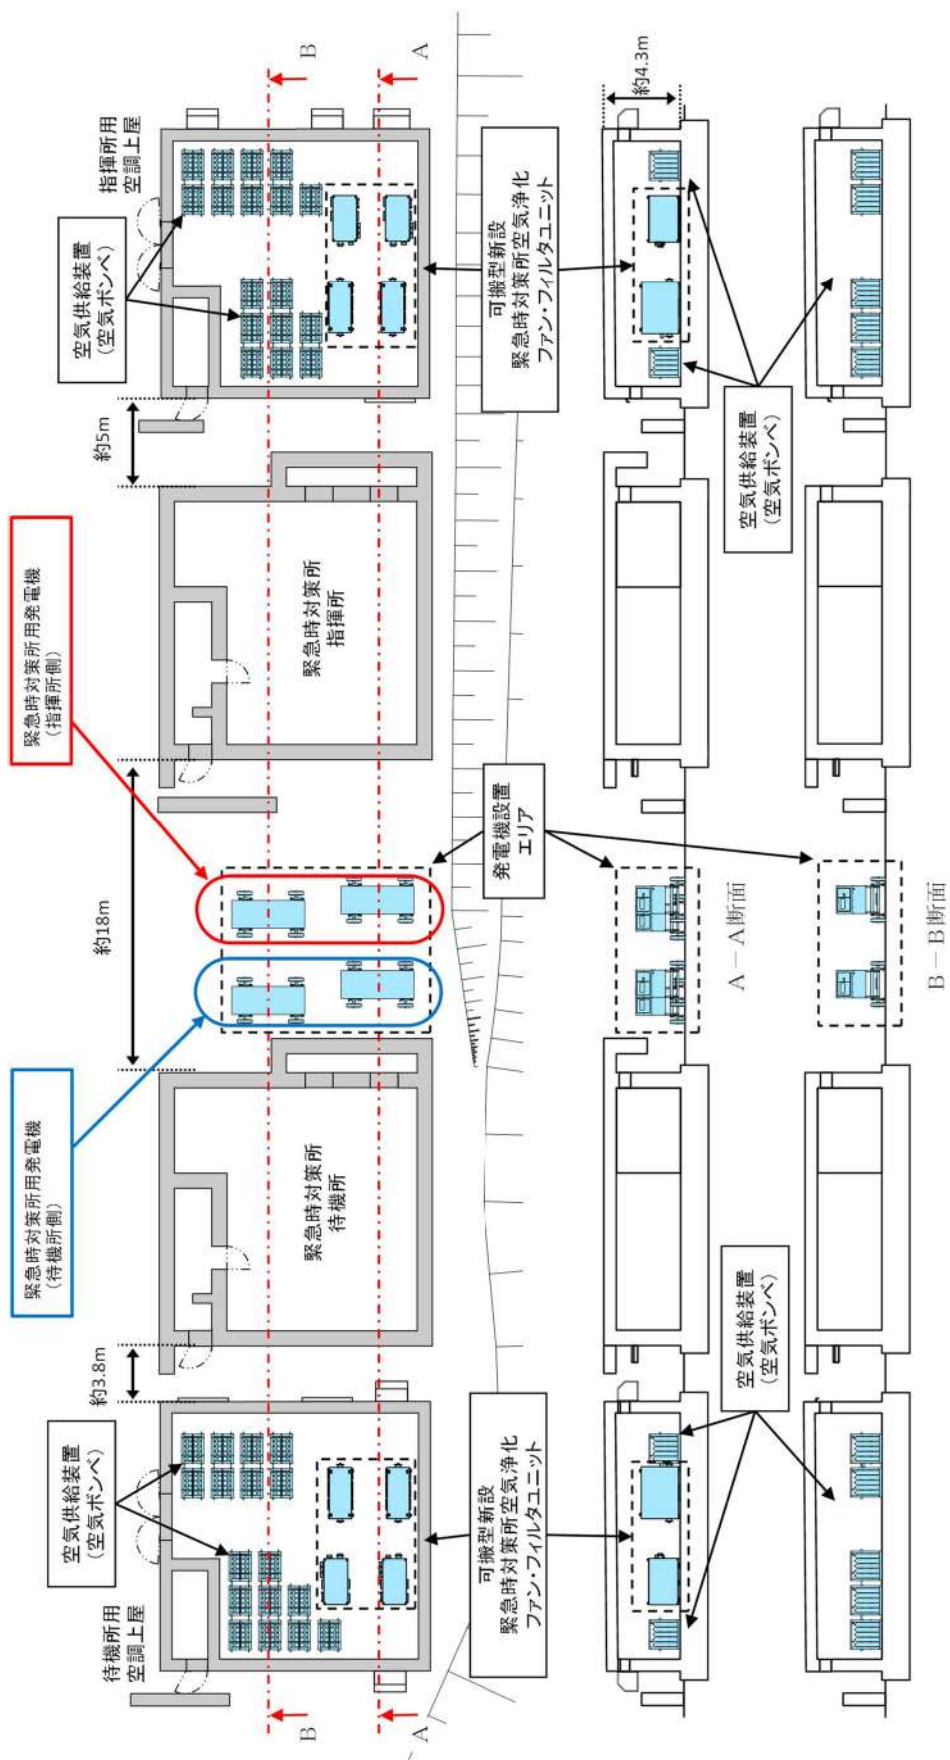 緊急時対策所用発電機
（待機所側）
緊急時対策所用発電機
（指揮所側）
待機所用
空調上屋
空気供給装置
（空気ボンベ）
約3.8m
約18m
約5m
空気供給装置
（空気ボンベ）
指揮所用
空調上屋
緊急時対策所
待機所
緊急時対策所
指揮所
B
B
A
A
可搬型新設
緊急時対策所空気浄化
ファン・フィルタユニット
発電機設置
エリア
可搬型新設
緊急時対策所空気浄化
ファン・フィルタユニット
約4.3m
A－A断面
空気供給装置
（空気ボンベ）
空気供給装置
（空気ボンベ）
B－B断面